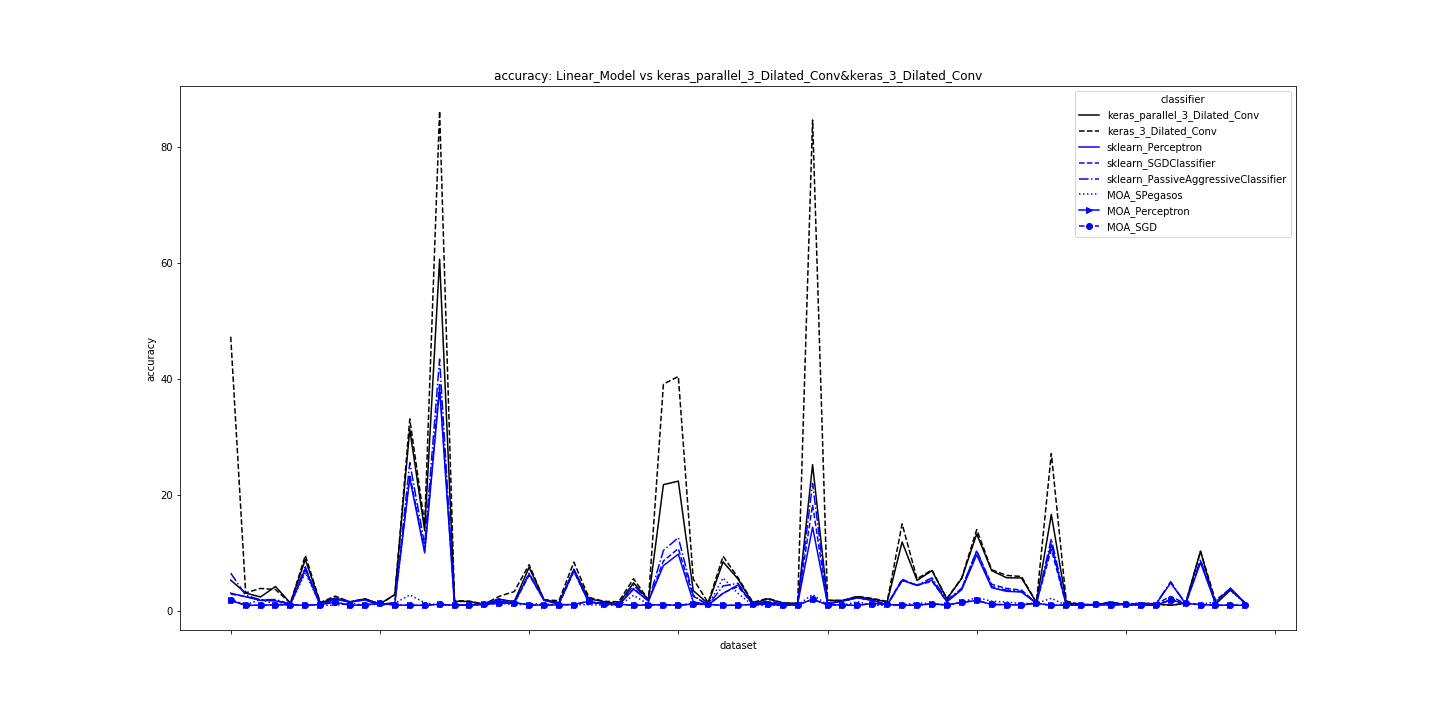 accuracy: Linear_Model vs keras_parallel_3_Dilated_Conv&keras_3_Dilated_Conv
classifier
keras_parallel_3_Dilated_Conv
keras_3_Dilated_Conv
sklearn_Perceptron
sklearn_SGDClassifier
sklearn_PassiveAggressiveClassifier
MOA_SPegasos
MOA_Perceptron
MOA_SGD
80
60
40
20
0
accuracy
dataset